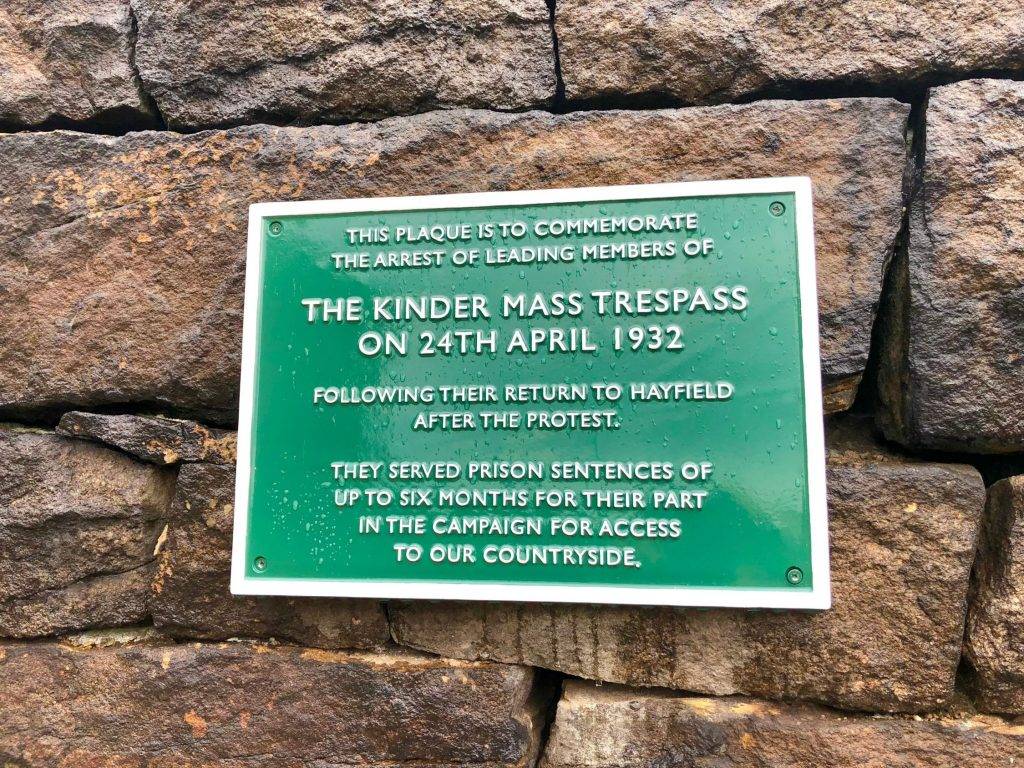 THIS PLAQUE IS TO COMMEMORATE
THE ARREST OF LEADING MEMBERS OF
THE KINDER MASS TRESPASS
ON 24TH APRIL 1932
FOLLOWING THEIR RETURN TO HAYFIELD
AFTER THE PROTEST.
THEY SERVED PRISON SENTENCES OF
UP TO SIX MONTHS FOR THEIR PART
IN THE CAMPAIGN FOR ACCESS
TO OUR COUNTRYSIDE.